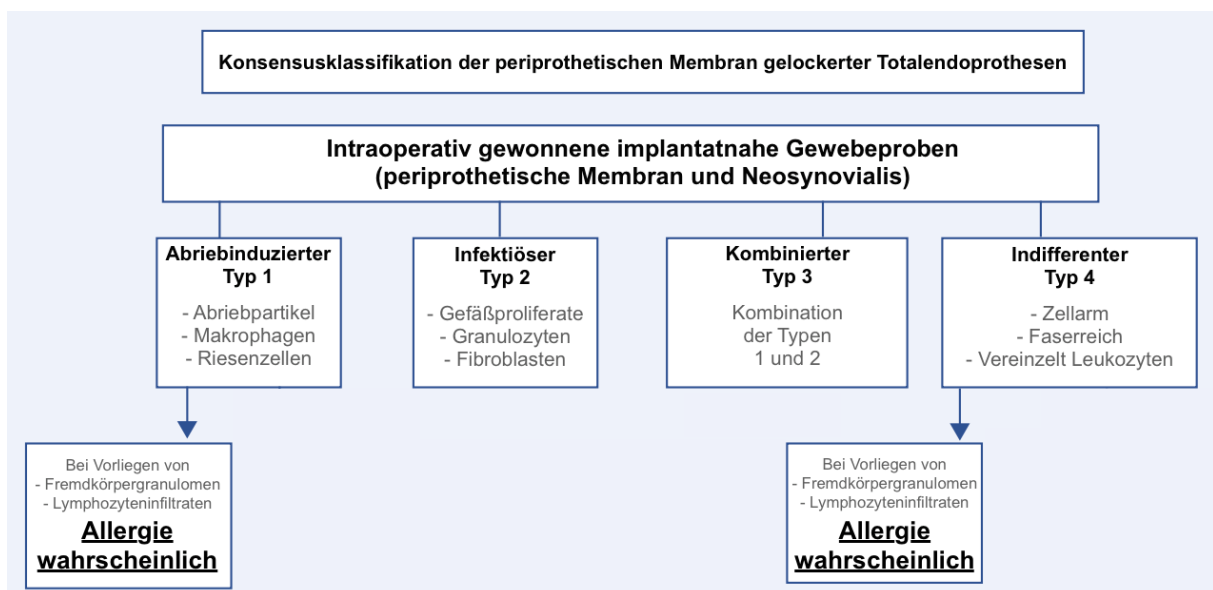 Konsensusklassifikation der periprothetischen Membran gelockerter Totalendoprothesen
Intraoperativ gewonnene implantatnahe Gewebeproben
(periprothetische Membran und Neosynovialis)
Abriebinduzierter
Typ 1
- Abriebpartikel
- Makrophagen
- Riesenzellen
Infektiöser
Typ 2
- Gefäßproliferate
- Granulozyten
- Fibroblasten
Kombinierter
Typ 3
Kombination
der Typen
1 und 2
Indifferenter
Typ 4
- Zellarm
- Faserreich
- Vereinzelt Leukozyten
Bei Vorliegen von
- Fremdkörpergranulomen
- Lymphozyteninfiltraten
Allergie
wahrscheinlich
Bei Vorliegen von
- Fremdkörpergranulomen
- Lymphozyteninfiltraten
Allergie
wahrscheinlich